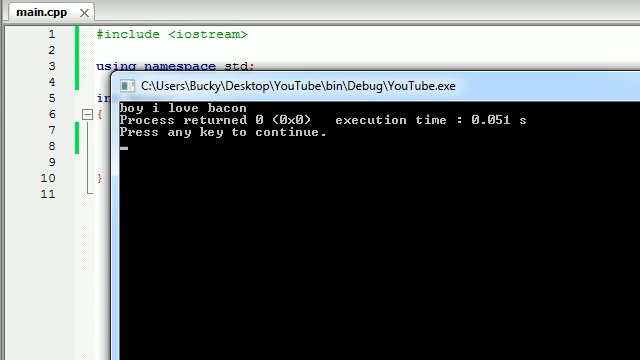 main.cpp
1 #include <iostream>
2
3 using namespace std;
4
5 in
6 {
7
8
9
10 }
11
C:\Users\Bucky\Desktop\YouTube\bin\Debug\YouTube.exe
boy i love bacon
Process returned 0 (0x0) execution time : 0.051 s
Press any key to continue.